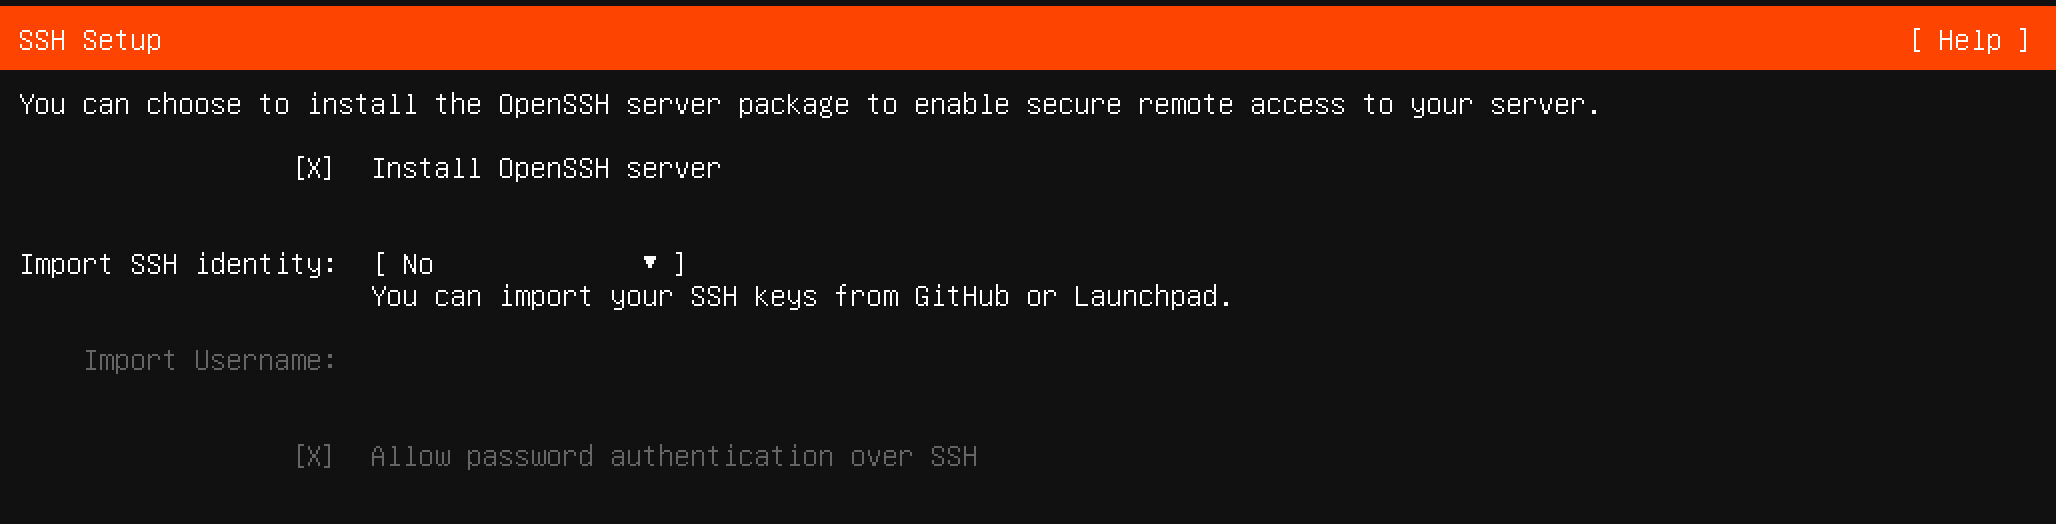 SSH Setup [ Help ]
You can choose to install the OpenSSH server package to enable secure remote access to your server.
[X] Install OpenSSH server
Import SSH identity: [ No ▼ ]
You can import your SSH keys from GitHub or Launchpad.
Import Username:
[X] Allow password authentication over SSH